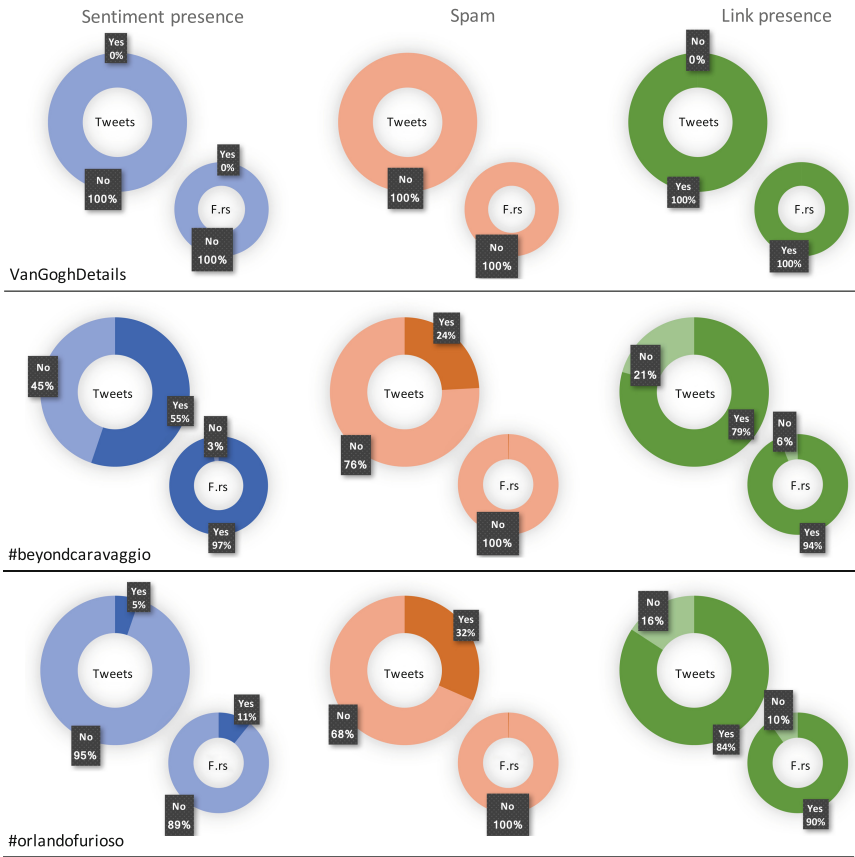 Sentiment presence
Spam
Link presence
Yes
0%
Tweets
No
100%
Yes
0%
F.rs
No
100%
Tweets
No
100%
F.rs
No
100%
No
0%
Tweets
Yes
100%
F.rs
Yes
100%
VanGoghDetails
No
45%
Tweets
Yes
55%
No
3%
F.rs
Yes
97%
Yes
24%
Tweets
No
76%
F.rs
No
100%
No
21%
Tweets
Yes
79%
No
6%
F.rs
Yes
94%
#beyondcaravaggio
Yes
5%
Tweets
No
95%
Yes
11%
F.rs
No
89%
Yes
32%
Tweets
No
68%
F.rs
No
100%
No
16%
Tweets
Yes
84%
No
10%
F.rs
Yes
90%
#orlandofurioso